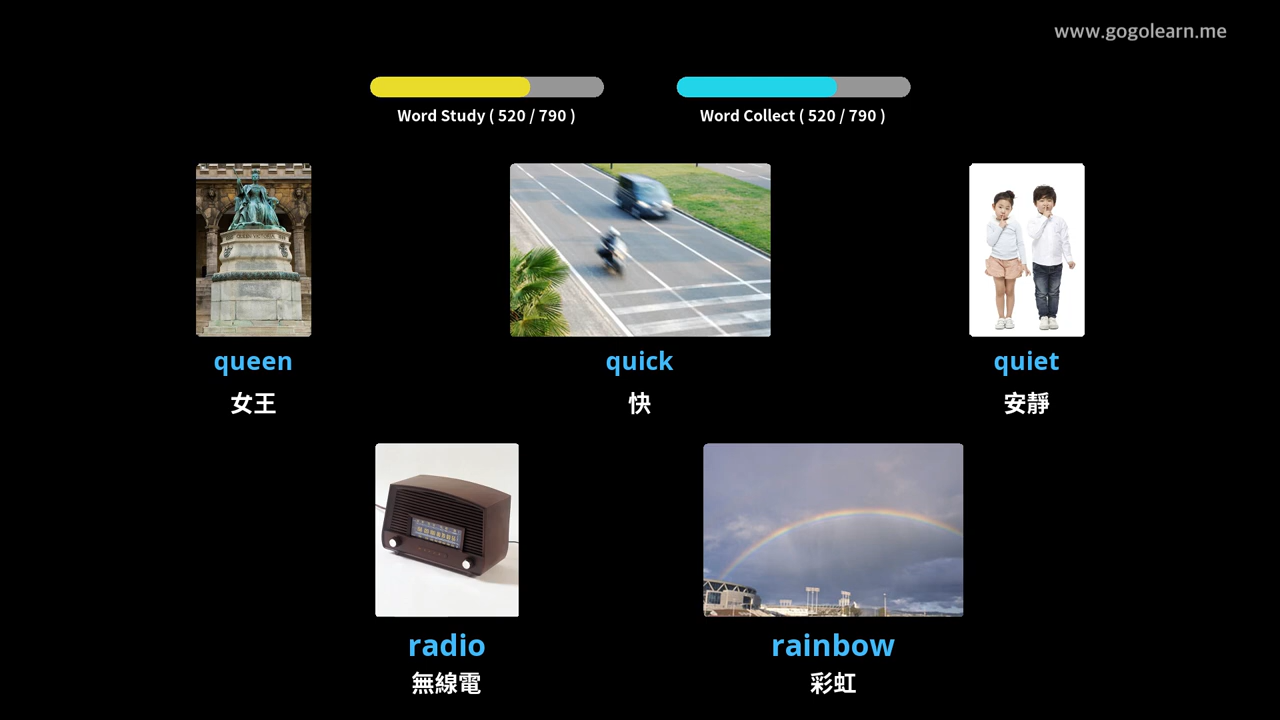 www.gogolearn.me
Word Study ( 520 / 790 )
Word Collect ( 520 / 790 )
queen
女王
quick
快
quiet
安靜
radio
無線電
rainbow
彩虹